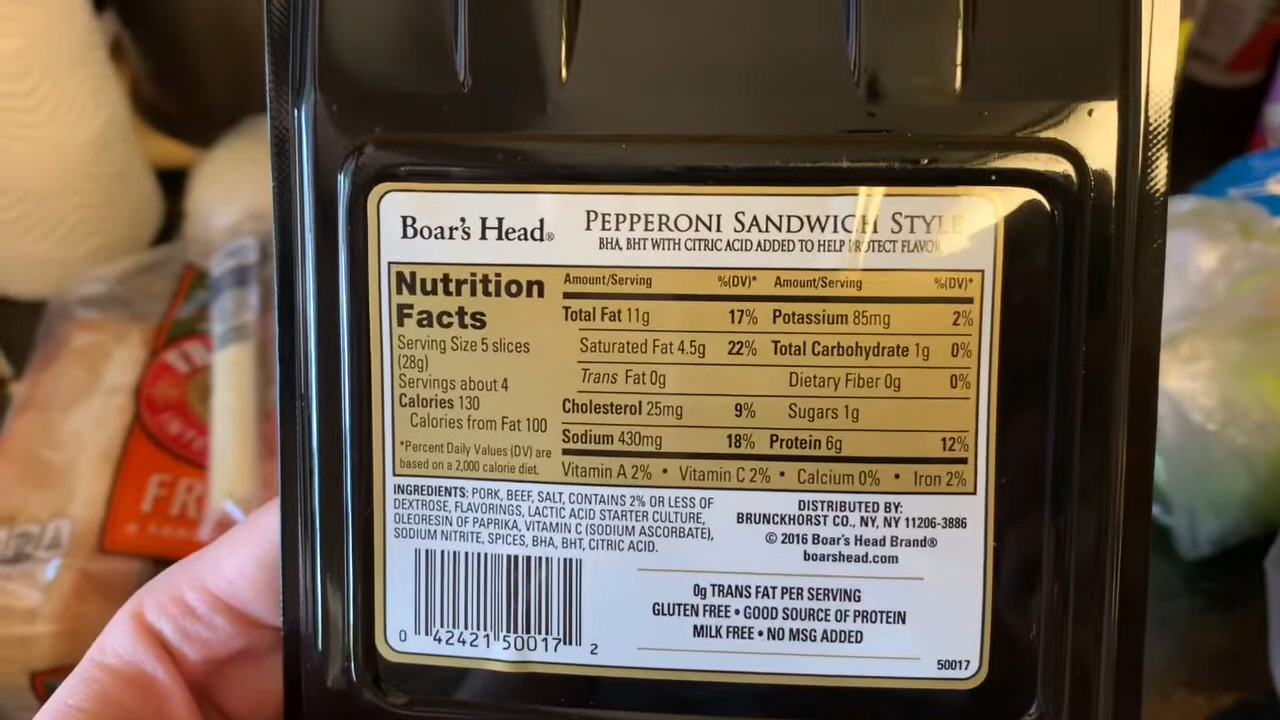 Boar's Head®
PEPPERONI SANDWICH STYLE
BHA, BHT WITH CITRIC ACID ADDED TO HELP PROTECT FLAVOR
Nutrition
Facts
Serving Size 5 slices
(28g)
Servings about 4
Calories 130
Calories from Fat 100
*Percent Daily Values (DV) are
based on a 2,000 calorie diet.
Amount/Serving %(DV)* Amount/Serving %(DV)*
Total Fat 11g 17% Potassium 85mg 2%
Saturated Fat 4.5g 22% Total Carbohydrate 1g 0%
Trans Fat 0g Dietary Fiber 0g 0%
Cholesterol 25mg 9% Sugars 1g
Sodium 430mg 18% Protein 6g 12%
Vitamin A 2% • Vitamin C 2% • Calcium 0% • Iron 2%
INGREDIENTS: PORK, BEEF, SALT, CONTAINS 2% OR LESS OF
DEXTROSE, FLAVORINGS, LACTIC ACID STARTER CULTURE,
OLEORESIN OF PAPRIKA, VITAMIN C (SODIUM ASCORBATE),
SODIUM NITRITE, SPICES, BHA, BHT, CITRIC ACID.
DISTRIBUTED BY:
BRUNCKHORST CO., NY, NY 11206-3886
© 2016 Boar's Head Brand®
boarshead.com
0g TRANS FAT PER SERVING
GLUTEN FREE • GOOD SOURCE OF PROTEIN
MILK FREE • NO MSG ADDED
0 42421 50017 2
50017
FR